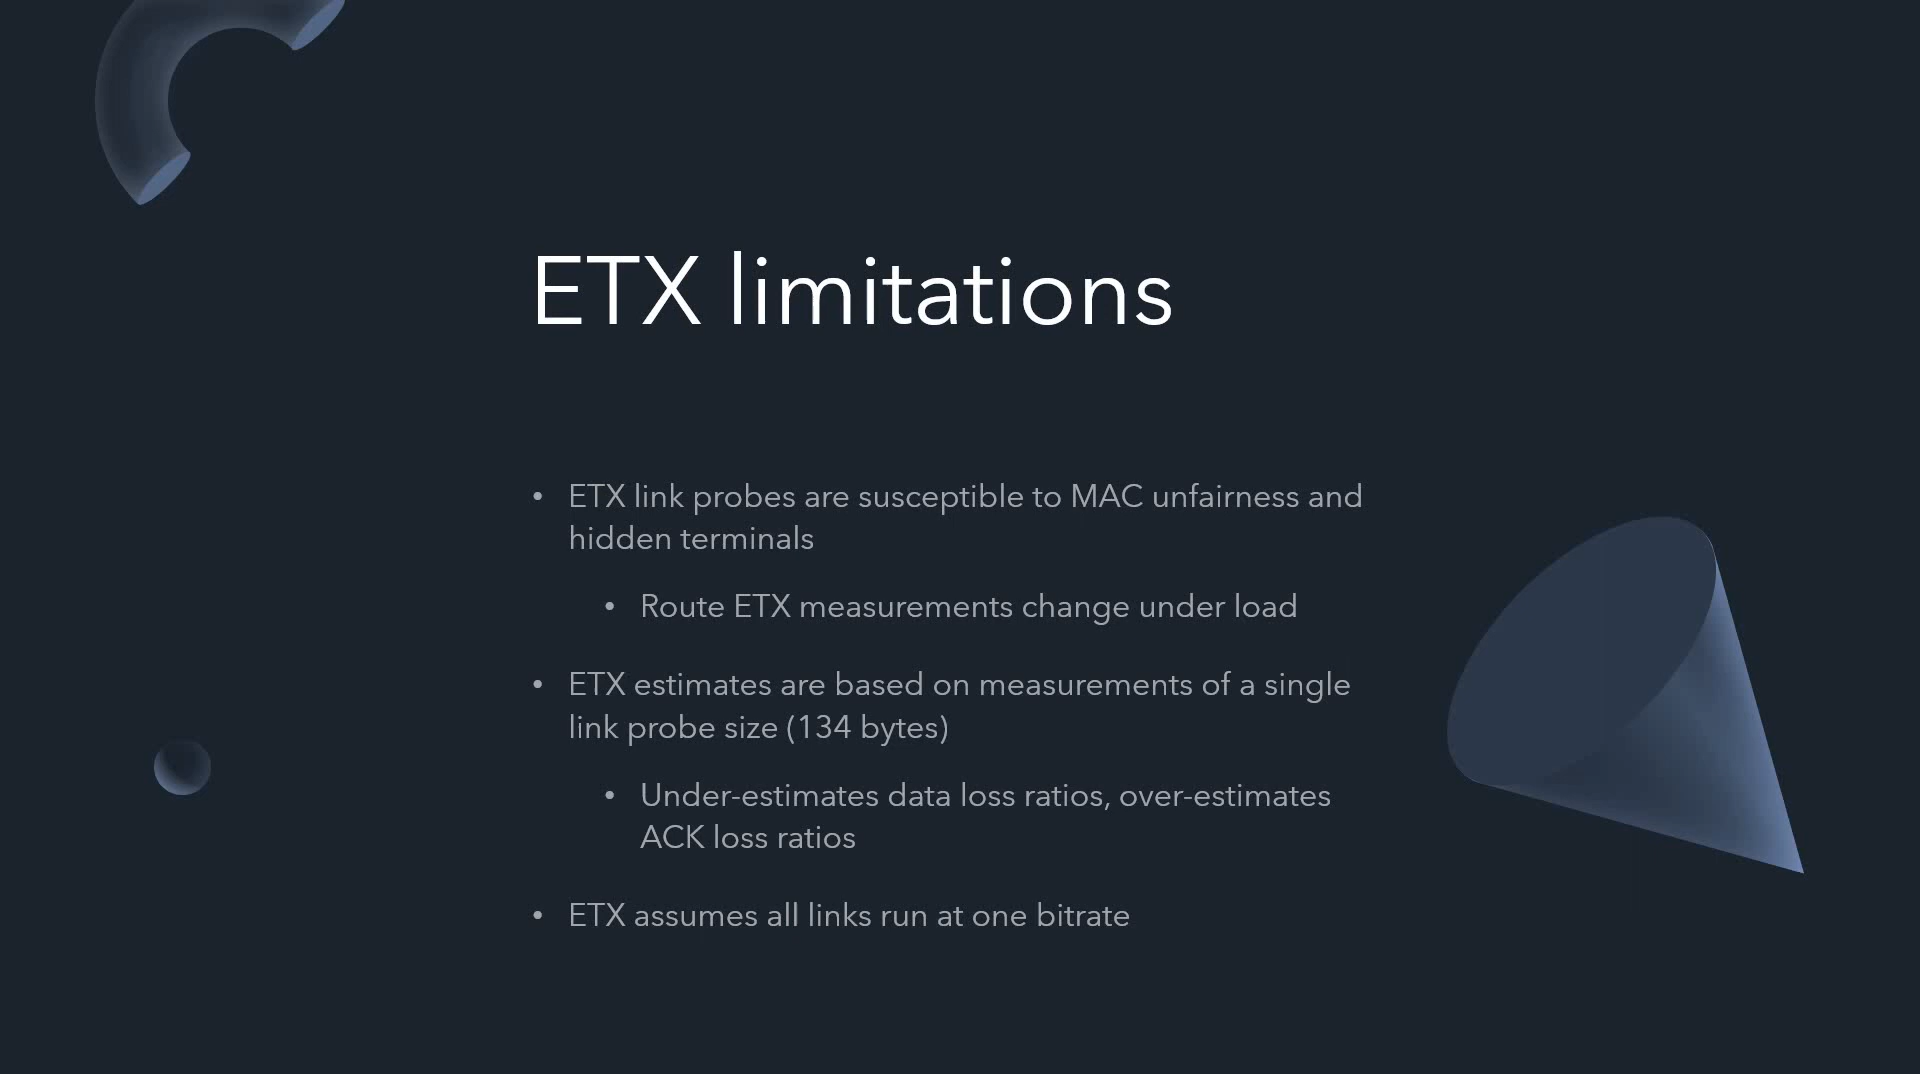 ETX limitations
• ETX link probes are susceptible to MAC unfairness and
hidden terminals
• Route ETX measurements change under load
• ETX estimates are based on measurements of a single
link probe size (134 bytes)
• Under-estimates data loss ratios, over-estimates
ACK loss ratios
• ETX assumes all links run at one bitrate